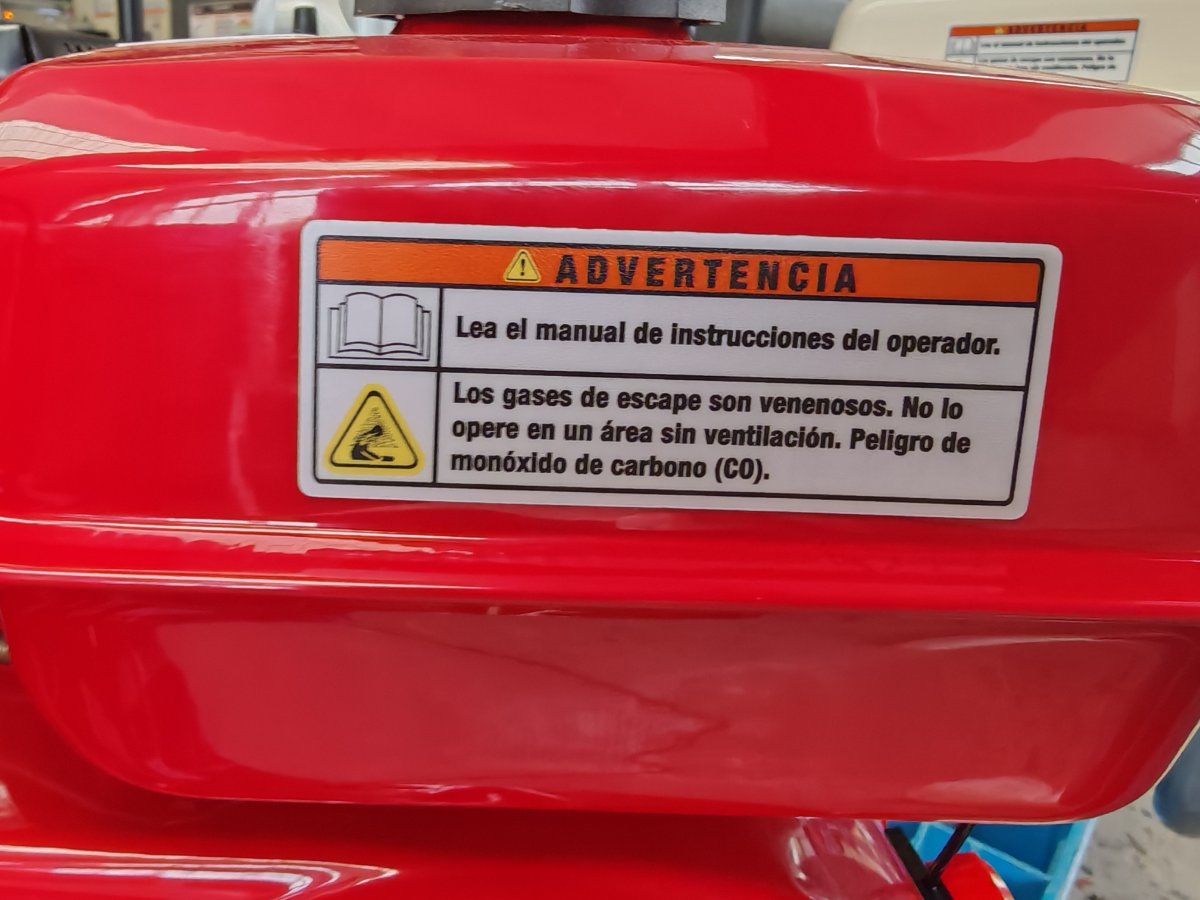 ADVERTENCIA
Lea el manual de instrucciones del operador.
Los gases de escape son venenosos. No lo
opere en un área sin ventilación. Peligro de
monóxido de carbono (CO).
ADVERTENCIA